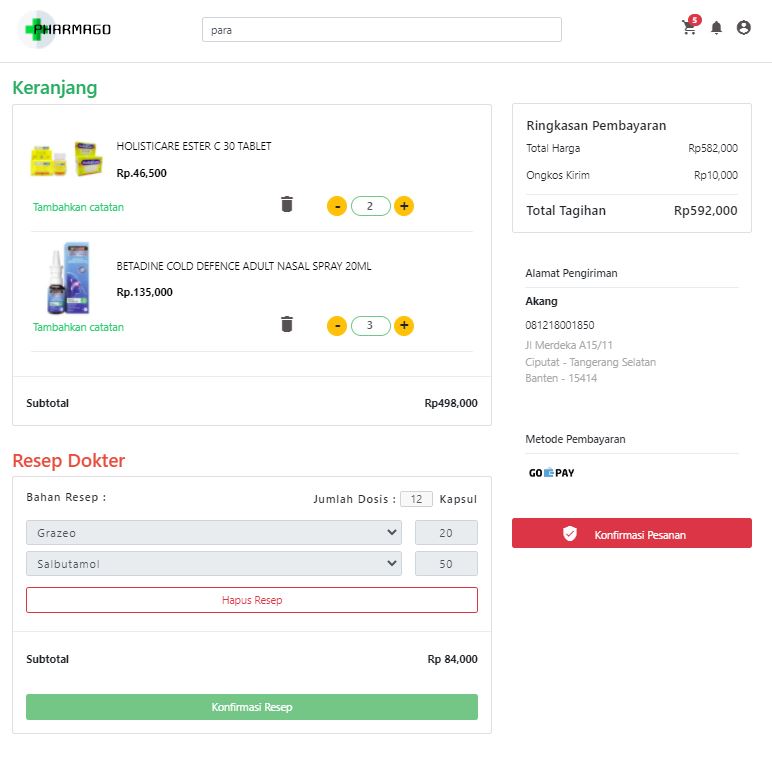 PHARMAGO
para
5
Keranjang
HOLISTICARE ESTER C 30 TABLET
Rp.46,500
Tambahkan catatan
- 2 +
BETADINE COLD DEFENCE ADULT NASAL SPRAY 20ML
Rp.135,000
Tambahkan catatan
- 3 +
Subtotal Rp498,000
Resep Dokter
Bahan Resep : Jumlah Dosis : 12 Kapsul
Grazeo 20
Salbutamol 50
Hapus Resep
Subtotal Rp 84,000
Konfirmasi Resep
Ringkasan Pembayaran
Total Harga Rp582,000
Ongkos Kirim Rp10,000
Total Tagihan Rp592,000
Alamat Pengiriman
Akang
081218001850
Jl Merdeka A15/11
Ciputat - Tangerang Selatan
Banten - 15414
Metode Pembayaran
GO PAY
Konfirmasi Pesanan